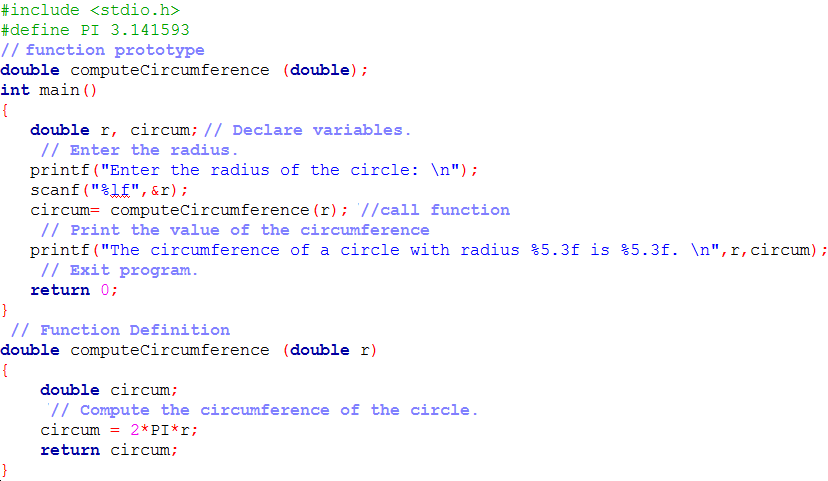 #include <stdio.h>
#define PI 3.141593
// function prototype
double computeCircumference (double);
int main()
{
double r, circum; // Declare variables.
// Enter the radius.
printf("Enter the radius of the circle: \n");
scanf("%lf",&r);
circum= computeCircumference(r); //call function
// Print the value of the circumference
printf("The circumference of a circle with radius %5.3f is %5.3f. \n",r,circum);
// Exit program.
return 0;
}
// Function Definition
double computeCircumference (double r)
{
double circum;
// Compute the circumference of the circle.
circum = 2*PI*r;
return circum;
}